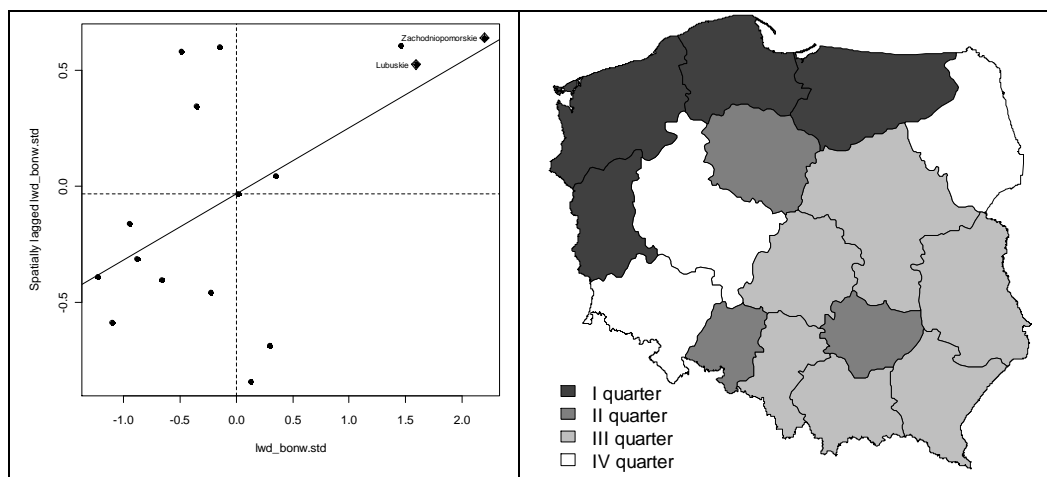 Zachodniopomorskie
Lubuskie
0.5
0.0
-0.5
Spatially lagged lwd_bonw.std
-1.0 -0.5 0.0 0.5 1.0 1.5 2.0
lwd_bonw.std
I quarter
II quarter
III quarter
IV quarter